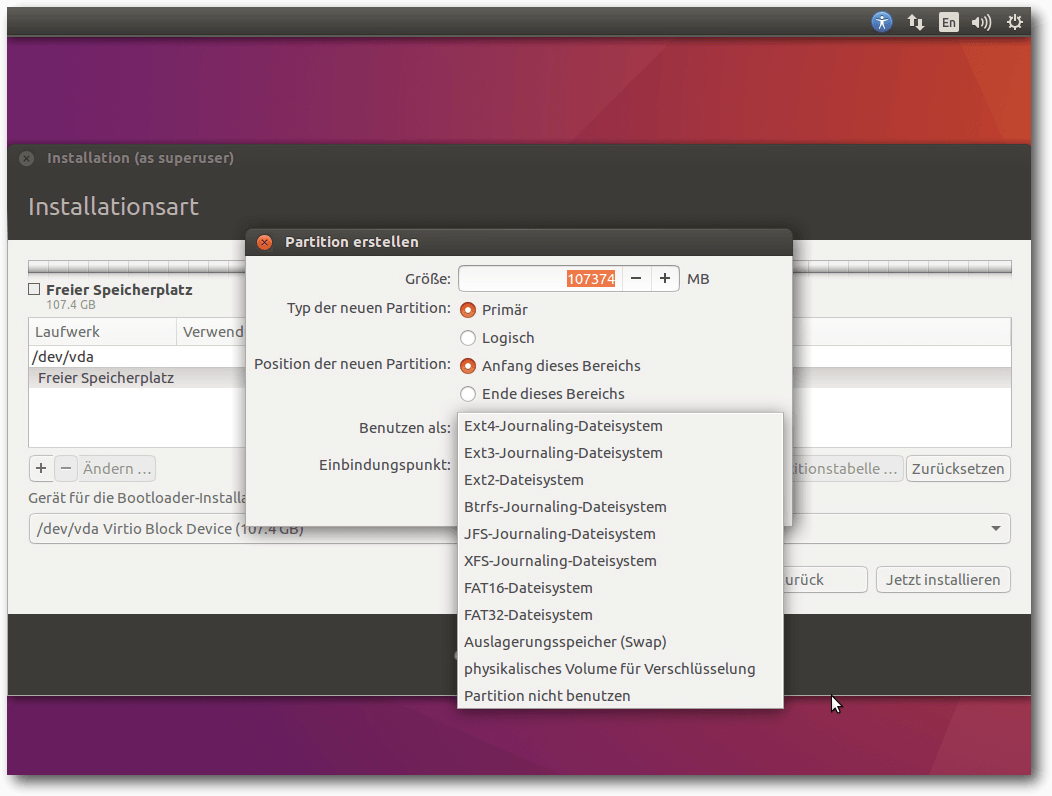 En
Installation (as superuser)
Installationsart
Partition erstellen
Größe: 107374 − + MB
Typ der neuen Partition: Primär
Logisch
Position der neuen Partition: Anfang dieses Bereichs
Ende dieses Bereichs
Benutzen als:
Einbindungspunkt:
Ext4-Journaling-Dateisystem
Ext3-Journaling-Dateisystem
Ext2-Dateisystem
Btrfs-Journaling-Dateisystem
JFS-Journaling-Dateisystem
XFS-Journaling-Dateisystem
FAT16-Dateisystem
FAT32-Dateisystem
Auslagerungsspeicher (Swap)
physikalisches Volume für Verschlüsselung
Partition nicht benutzen
Freier Speicherplatz
107.4 GB
Laufwerk Verwend
/dev/vda
Freier Speicherplatz
+ − Ändern ... itionstabelle ... Zurücksetzen
Gerät für die Bootloader-Installa
/dev/vda Virtio Block Device (107.4 GB)
urück Jetzt installieren